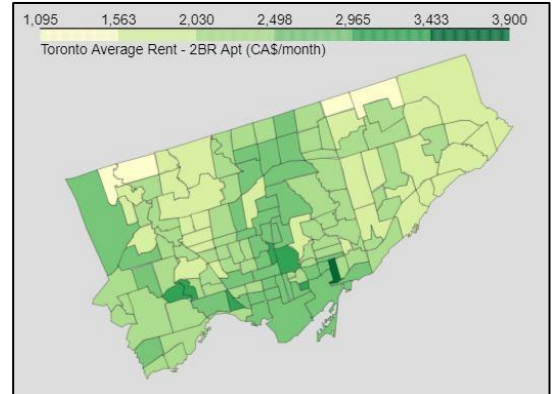 1,095 1,563 2,030 2,498 2,965 3,433 3,900
Toronto Average Rent - 2BR Apt (CA$/month)